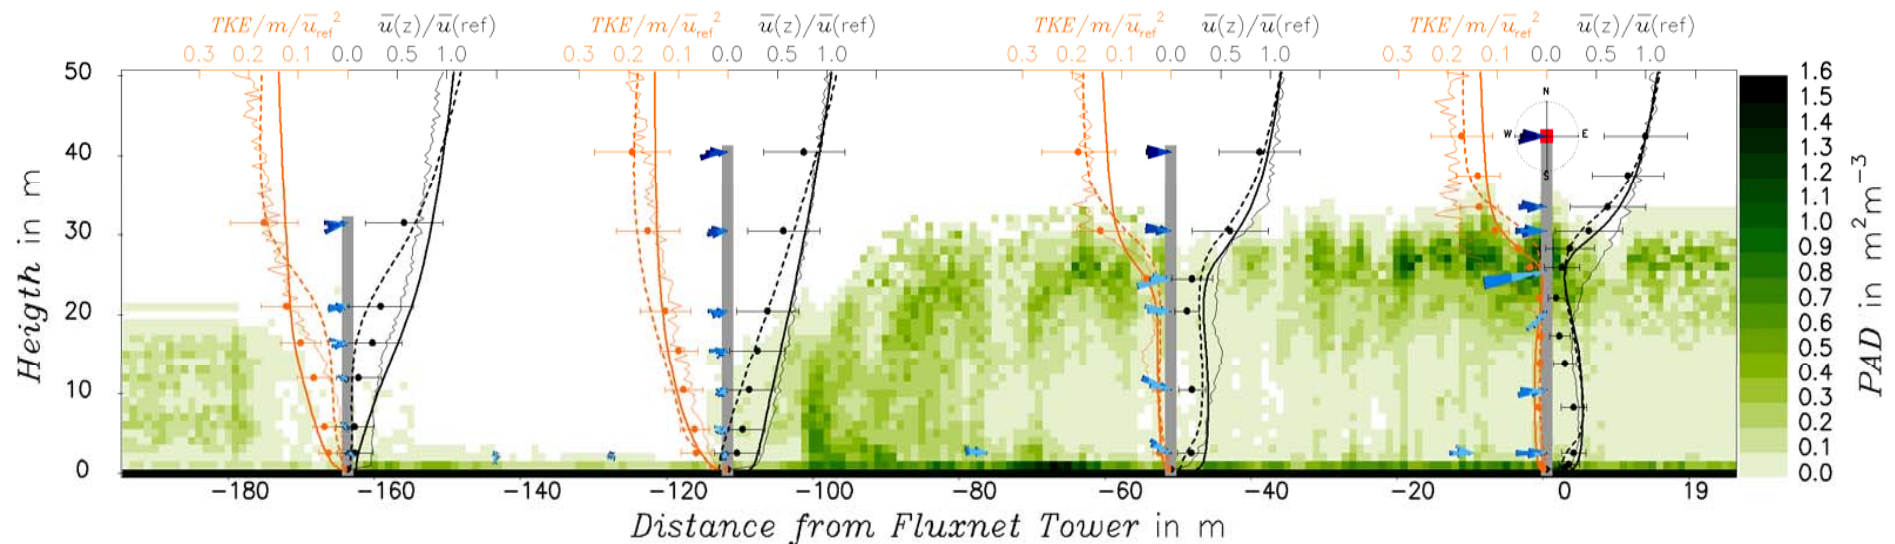 TKE/m/u̅ref² u̅(z)/u̅(ref) TKE/m/u̅ref² u̅(z)/u̅(ref) TKE/m/u̅ref² u̅(z)/u̅(ref) TKE/m/u̅ref² u̅(z)/u̅(ref)
0.3 0.2 0.1 0.0 0.5 1.0 0.3 0.2 0.1 0.0 0.5 1.0 0.3 0.2 0.1 0.0 0.5 1.0 0.3 0.2 0.1 0.0 0.5 1.0
50
40
30
20
10
0
Heigth in m
N
W E
S
1.6
1.5
1.4
1.3
1.2
1.1
1.0
0.9
0.8
0.7
0.6
0.5
0.4
0.3
0.2
0.1
0.0
PAD in m² m⁻³
−180 −160 −140 −120 −100 −80 −60 −40 −20 0 19
Distance from Fluxnet Tower in m